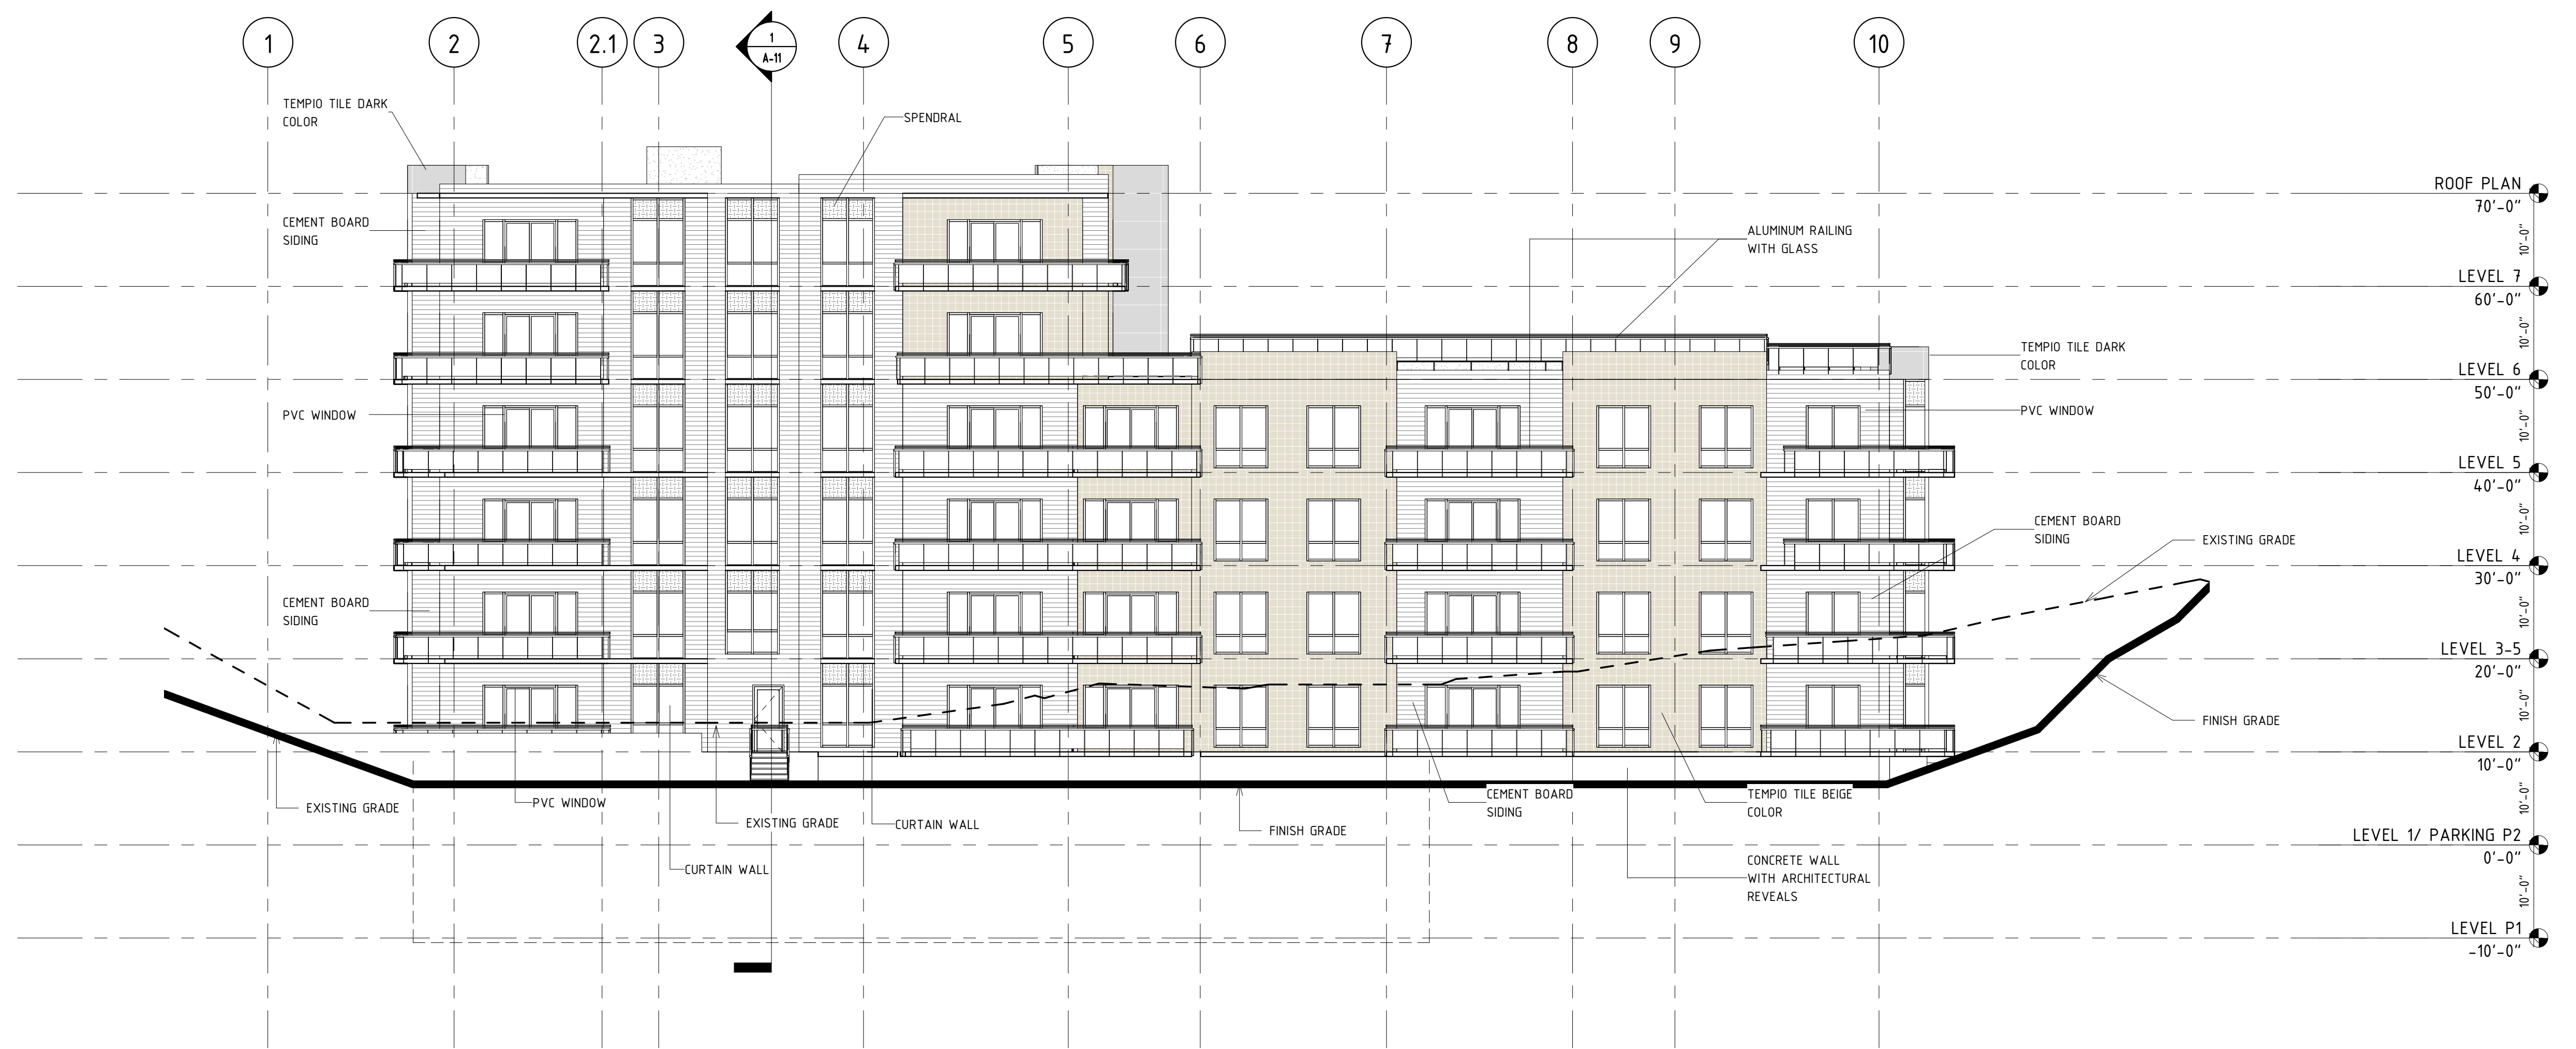 1
2
2.1
3
1
A-11
4
5
6
7
8
9
10
TEMPIO TILE DARK
COLOR
SPENDRAL
ROOF PLAN
70'-0"
CEMENT BOARD
SIDING
ALUMINUM RAILING
WITH GLASS
10'-0"
LEVEL 7
60'-0"
10'-0"
TEMPIO TILE DARK
COLOR
LEVEL 6
50'-0"
PVC WINDOW
PVC WINDOW
10'-0"
LEVEL 5
40'-0"
10'-0"
CEMENT BOARD
SIDING
EXISTING GRADE
LEVEL 4
30'-0"
CEMENT BOARD
SIDING
10'-0"
LEVEL 3-5
20'-0"
10'-0"
FINISH GRADE
LEVEL 2
10'-0"
EXISTING GRADE
PVC WINDOW
EXISTING GRADE
CURTAIN WALL
FINISH GRADE
CEMENT BOARD
SIDING
TEMPIO TILE BEIGE
COLOR
10'-0"
LEVEL 1/ PARKING P2
0'-0"
CURTAIN WALL
CONCRETE WALL
WITH ARCHITECTURAL
REVEALS
10'-0"
LEVEL P1
-10'-0"